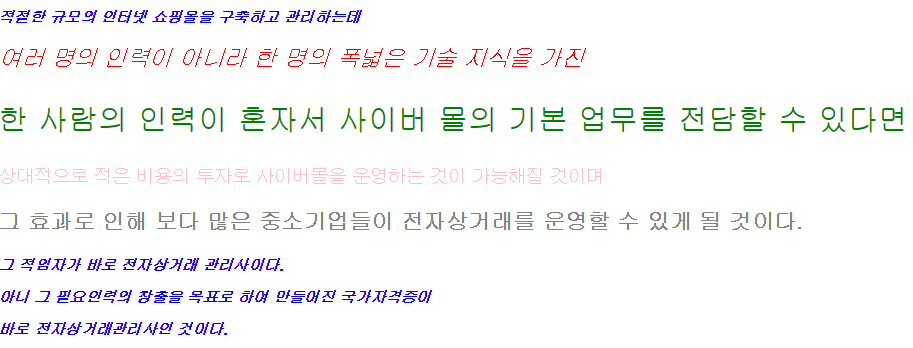 적절한 규모의 인터넷 쇼핑몰을 구축하고 관리하는데
여러 명의 인력이 아니라 한 명의 폭넓은 기술 지식을 가진
한 사람의 인력이 혼자서 사이버 몰의 기본 업무를 전담할 수 있다면
상대적으로 적은 비용의 투자로 사이버몰을 운영하는 것이 가능해질 것이며
그 효과로 인해 보다 많은 중소기업들이 전자상거래를 운영할 수 있게 될 것이다.
그 적임자가 바로 전자상거래 관리사이다.
아니 그 필요인력의 창출을 목표로 하여 만들어진 국가자격증이
바로 전자상거래관리사인 것이다.